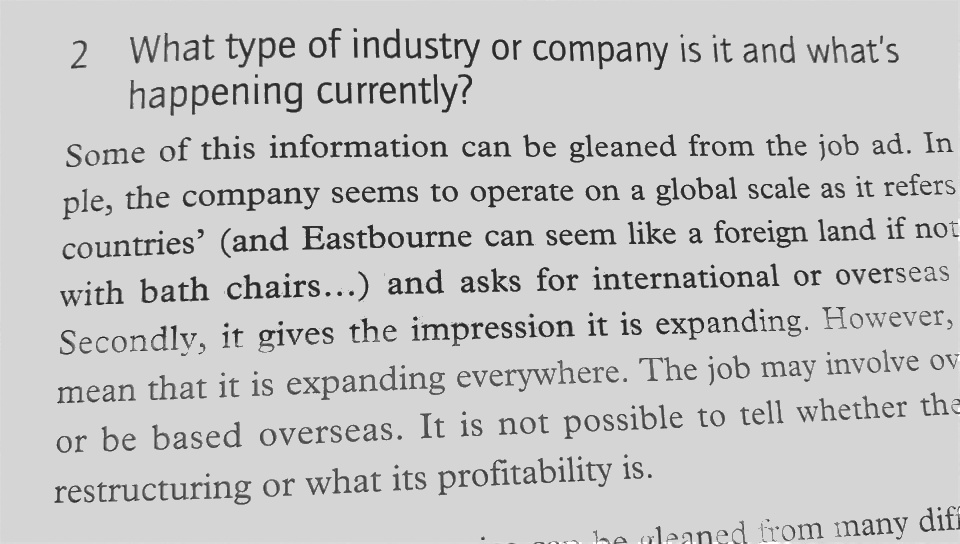 2 What type of industry or company is it and what's
happening currently?
Some of this information can be gleaned from the job ad. In
ple, the company seems to operate on a global scale as it refers
countries’ (and Eastbourne can seem like a foreign land if not
with bath chairs...) and asks for international or overseas
Secondly, it gives the impression it is expanding. However,
mean that it is expanding everywhere. The job may involve ov
or be based overseas. It is not possible to tell whether the
restructuring or what its profitability is.
be gleaned from many diff